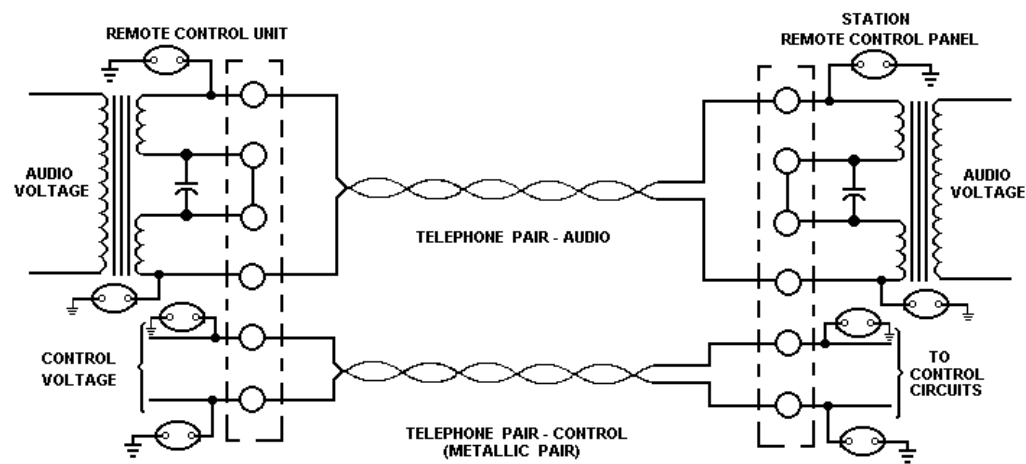 REMOTE CONTROL UNIT
STATION
REMOTE CONTROL PANEL
AUDIO
VOLTAGE
AUDIO
VOLTAGE
TELEPHONE PAIR - AUDIO
CONTROL
VOLTAGE
TO
CONTROL
CIRCUITS
TELEPHONE PAIR - CONTROL
(METALLIC PAIR)